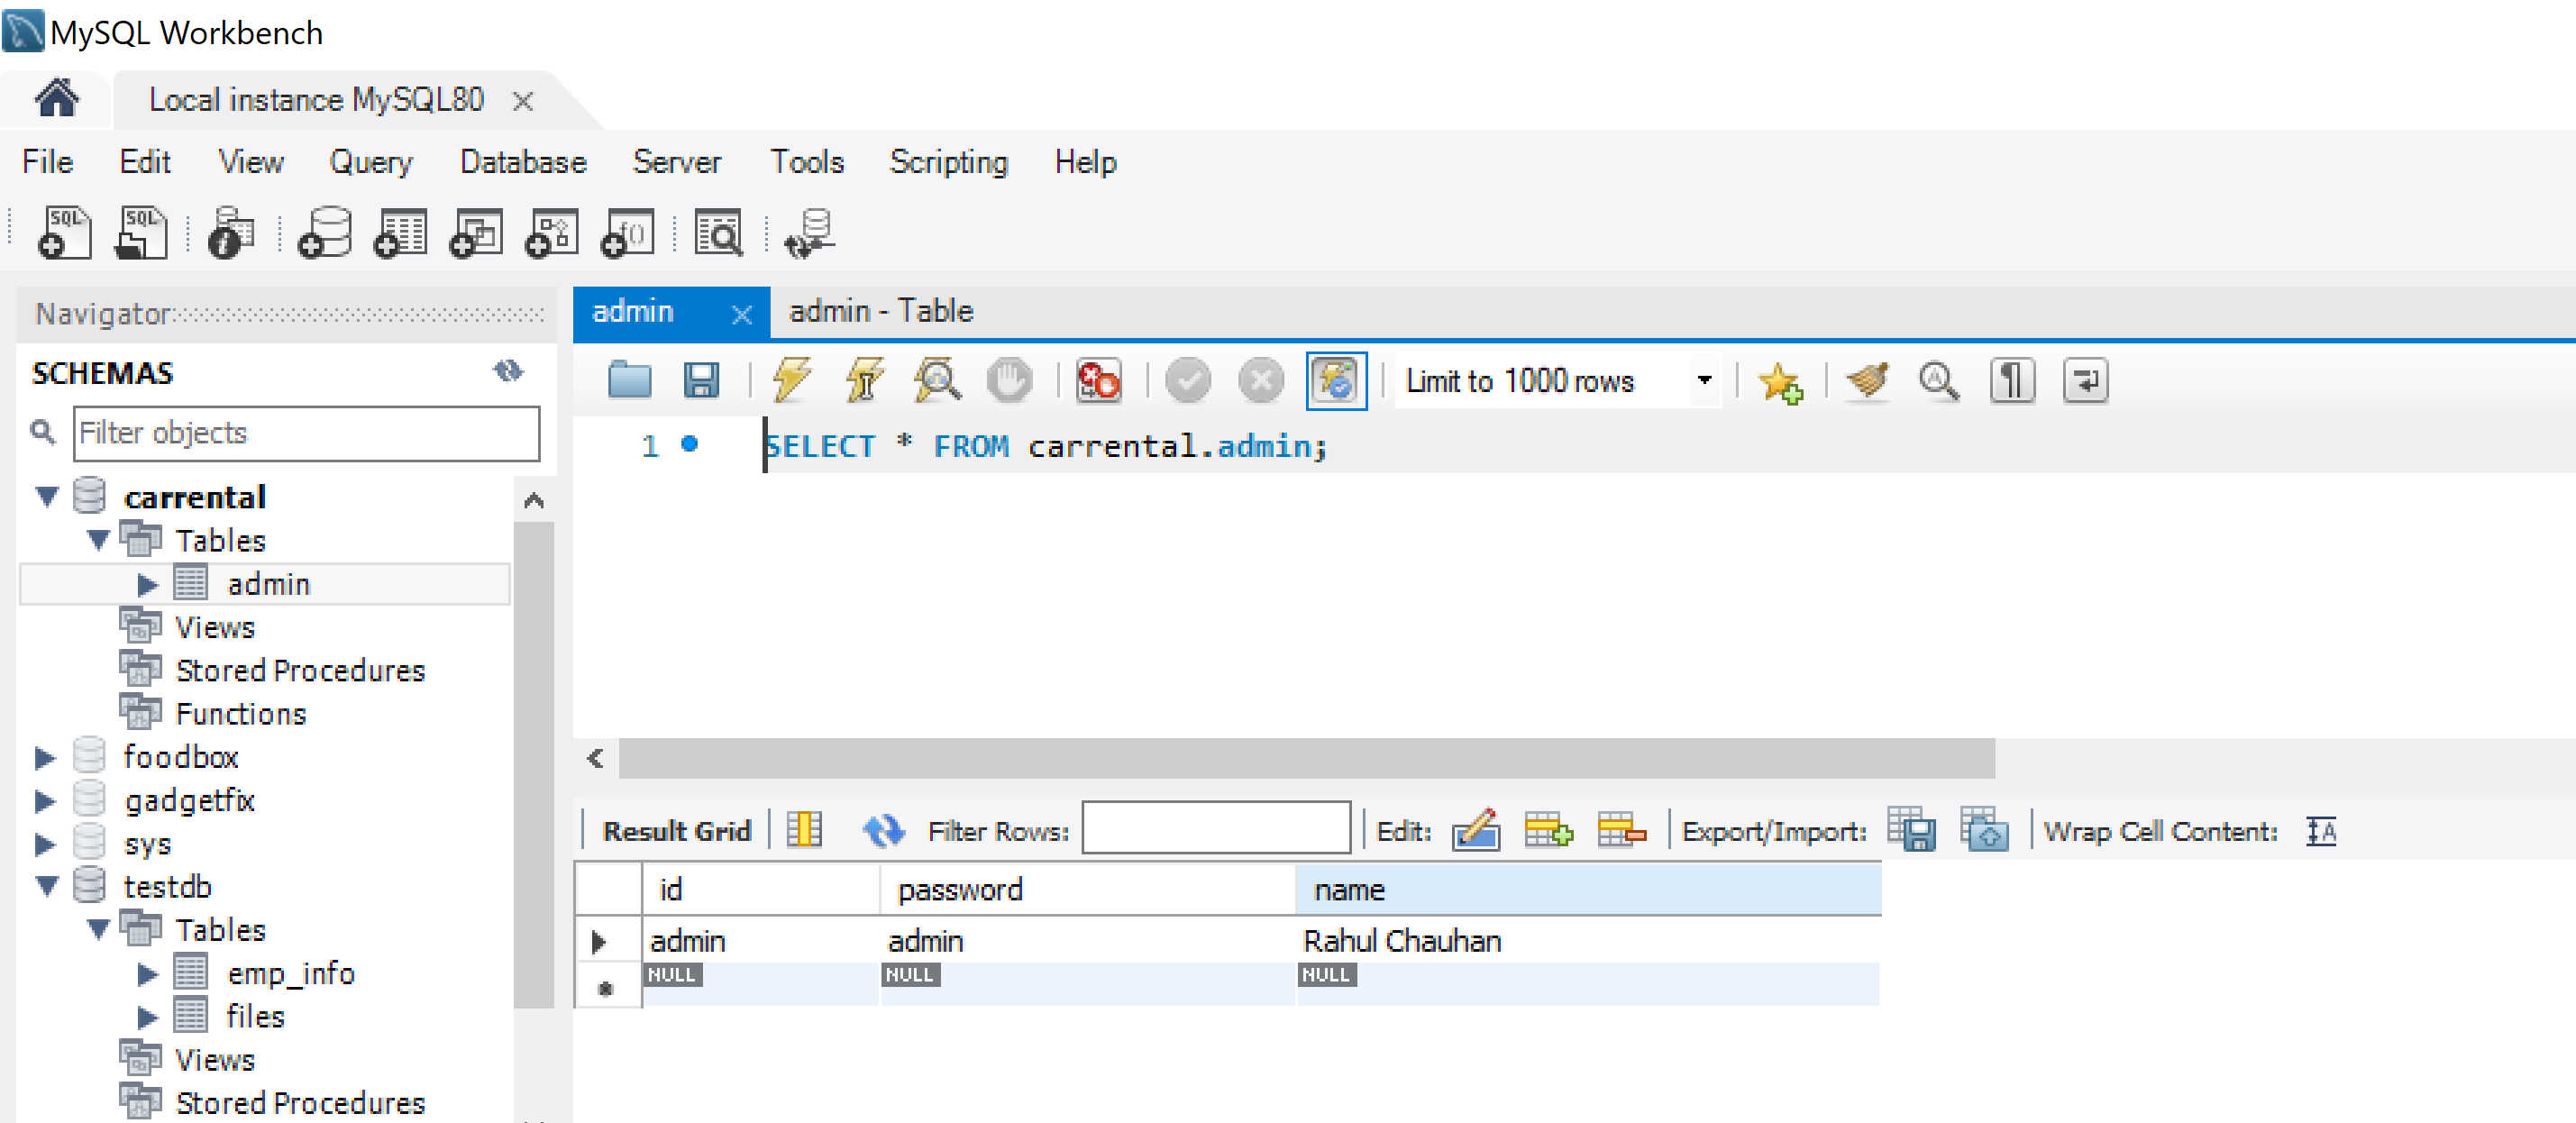 MySQL Workbench
Local instance MySQL80
File Edit View Query Database Server Tools Scripting Help
SQL SQL f()
Navigator
SCHEMAS
Filter objects
carrental
Tables
admin
Views
Stored Procedures
Functions
foodbox
gadgetfix
sys
testdb
Tables
emp_info
files
Views
Stored Procedures
admin admin - Table
Limit to 1000 rows
1 SELECT * FROM carrental.admin;
Result Grid Filter Rows: Edit: Export/Import: Wrap Cell Content:
id password name
admin admin Rahul Chauhan
NULL NULL NULL